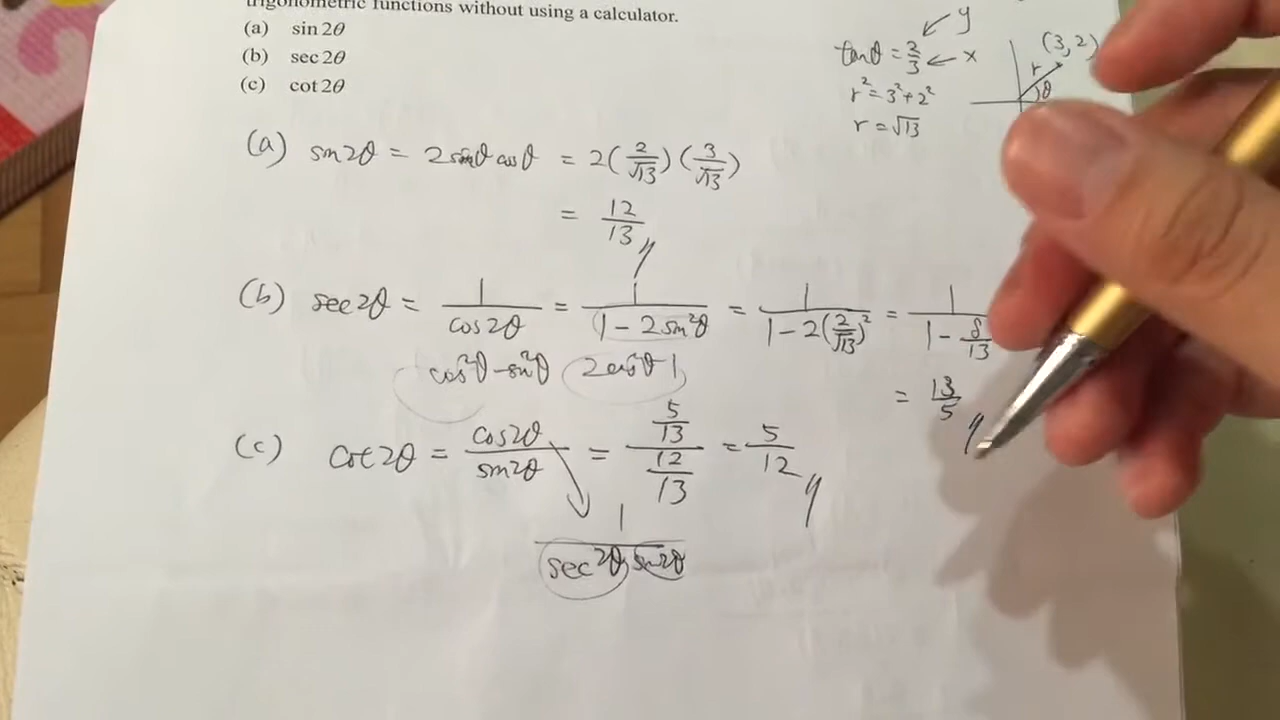 trigonometric functions without using a calculator.
(a) sin 2θ
(b) sec 2θ
(c) cot 2θ
y
tanθ = 2/3 x
(3, 2)
r
θ
r² = 3² + 2²
r = √13
(a) sin2θ = 2sinθ cosθ = 2(2/√13)(3/√13)
= 12/13
(b) sec2θ = 1/cos2θ = 1/(1 - 2sin²θ) = 1/(1 - 2(2/√13)²) = 1/(1 - 8/13)
cos²θ - sin²θ 2cos²θ - 1
= 13/5
(c) cot2θ = cos2θ/sin2θ = (5/13)/(12/13) = 5/12
1/(sec2θ sin2θ)